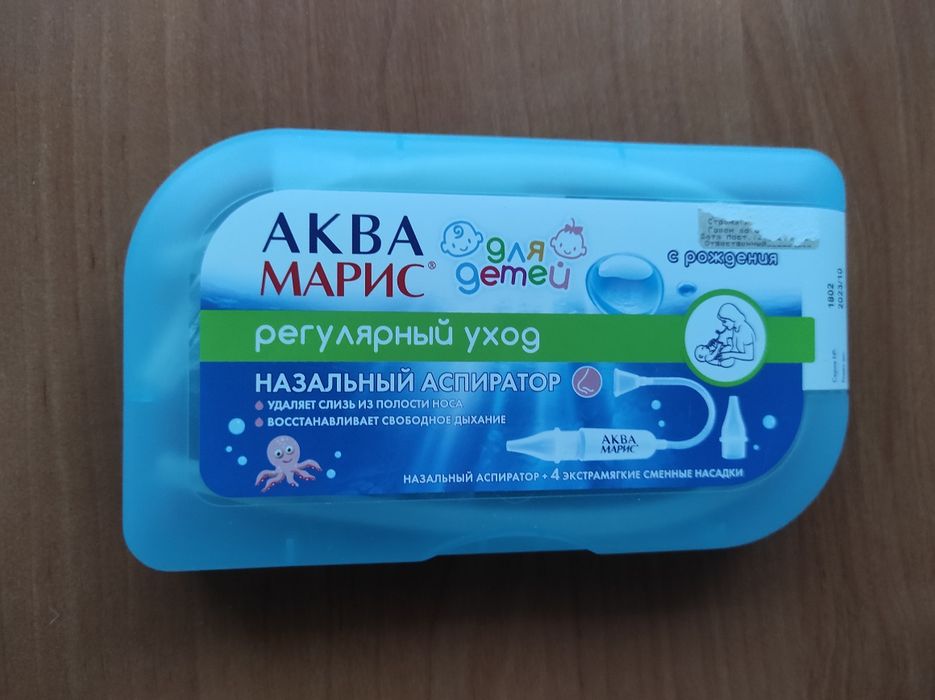 АКВА
МАРИС®
для
детей
с рождения
регулярный уход
НАЗАЛЬНЫЙ АСПИРАТОР
УДАЛЯЕТ СЛИЗЬ ИЗ ПОЛОСТИ НОСА
ВОССТАНАВЛИВАЕТ СВОБОДНОЕ ДЫХАНИЕ
АКВА
МАРИС
НАЗАЛЬНЫЙ АСПИРАТОР + 4 ЭКСТРАМЯГКИЕ СМЕННЫЕ НАСАДКИ
Ответственный
1802
2023/10